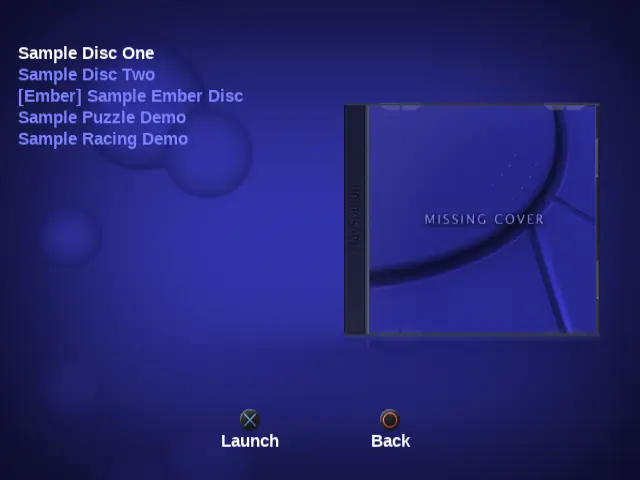 Sample Disc One
Sample Disc Two
[Ember] Sample Ember Disc
Sample Puzzle Demo
Sample Racing Demo
MISSING COVER
Launch
Back